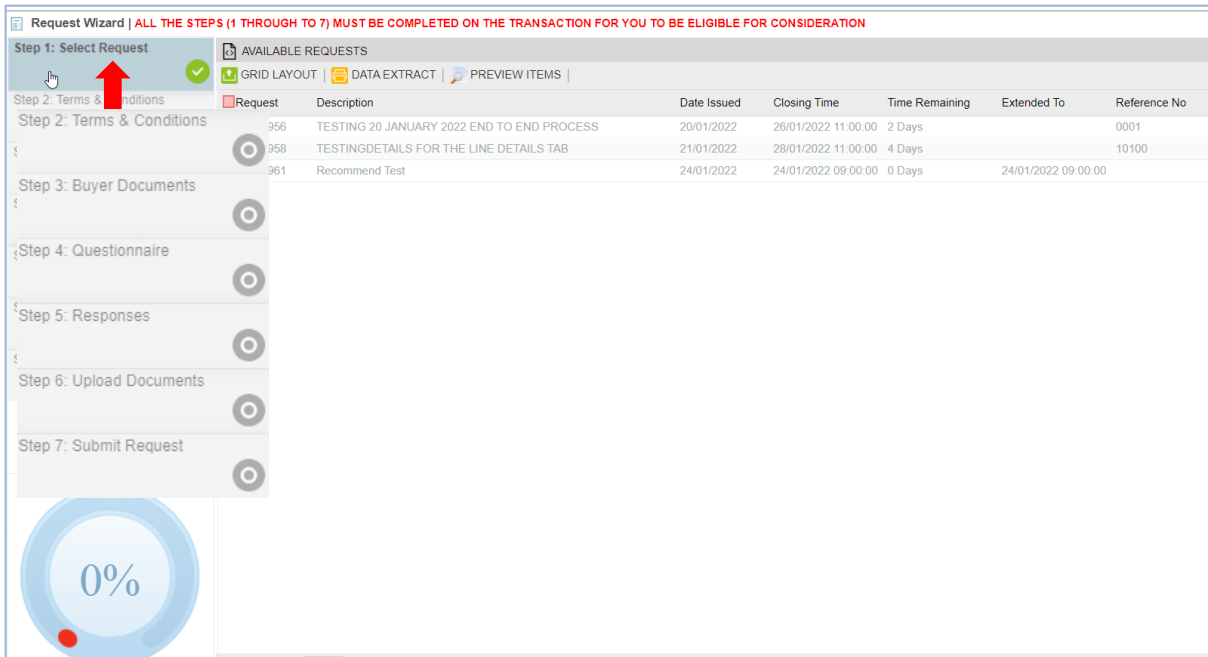 Request Wizard | ALL THE STEPS (1 THROUGH TO 7) MUST BE COMPLETED ON THE TRANSACTION FOR YOU TO BE ELIGIBLE FOR CONSIDERATION
Step 1: Select Request
AVAILABLE REQUESTS
GRID LAYOUT | DATA EXTRACT | PREVIEW ITEMS |
Request Description Date Issued Closing Time Time Remaining Extended To Reference No
956 TESTING 20 JANUARY 2022 END TO END PROCESS 20/01/2022 26/01/2022 11:00:00 2 Days 0001
958 TESTINGDETAILS FOR THE LINE DETAILS TAB 21/01/2022 28/01/2022 11:00:00 4 Days 10100
961 Recommend Test 24/01/2022 24/01/2022 09:00:00 0 Days 24/01/2022 09:00:00
Step 2: Terms & Conditions
Step 2: Terms & Conditions
Step 3: Buyer Documents
Step 4: Questionnaire
Step 5: Responses
Step 6: Upload Documents
Step 7: Submit Request
0%